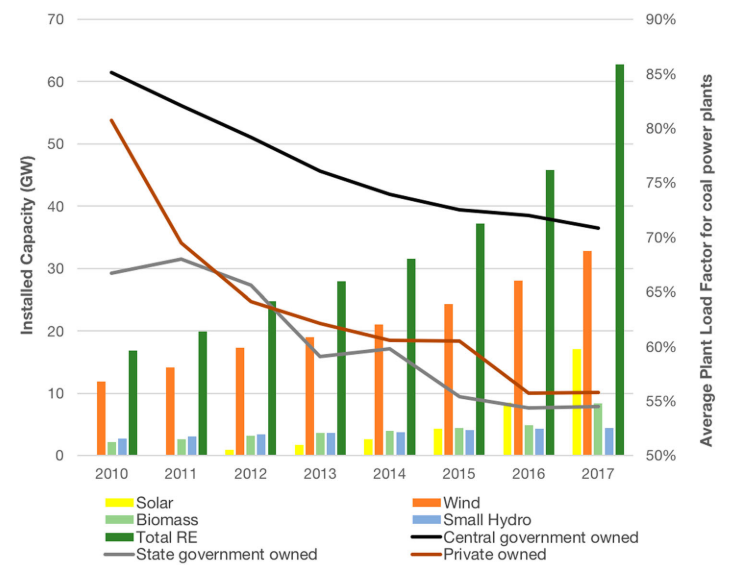 70 90%
60 85%
50 80%
40 75%
30 70%
20 65%
10 60%
0 55%
50%
Installed Capacity (GW)
Average Plant Load Factor for coal power plants
2010 2011 2012 2013 2014 2015 2016 2017
Solar Wind
Biomass Small Hydro
Total RE Central government owned
State government owned Private owned